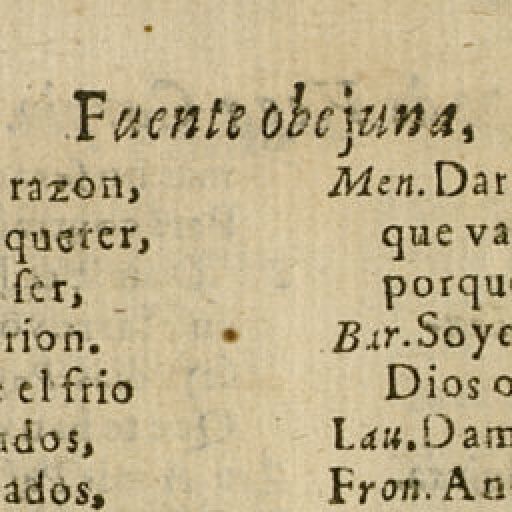 Fuente obejuna,
razon,
querer,
ser,
rion.
e el frio
ados,
ados,
Men. Dar
que va
porqu
Bar. Soy
Dios o
Lau. Dam
Fron. An